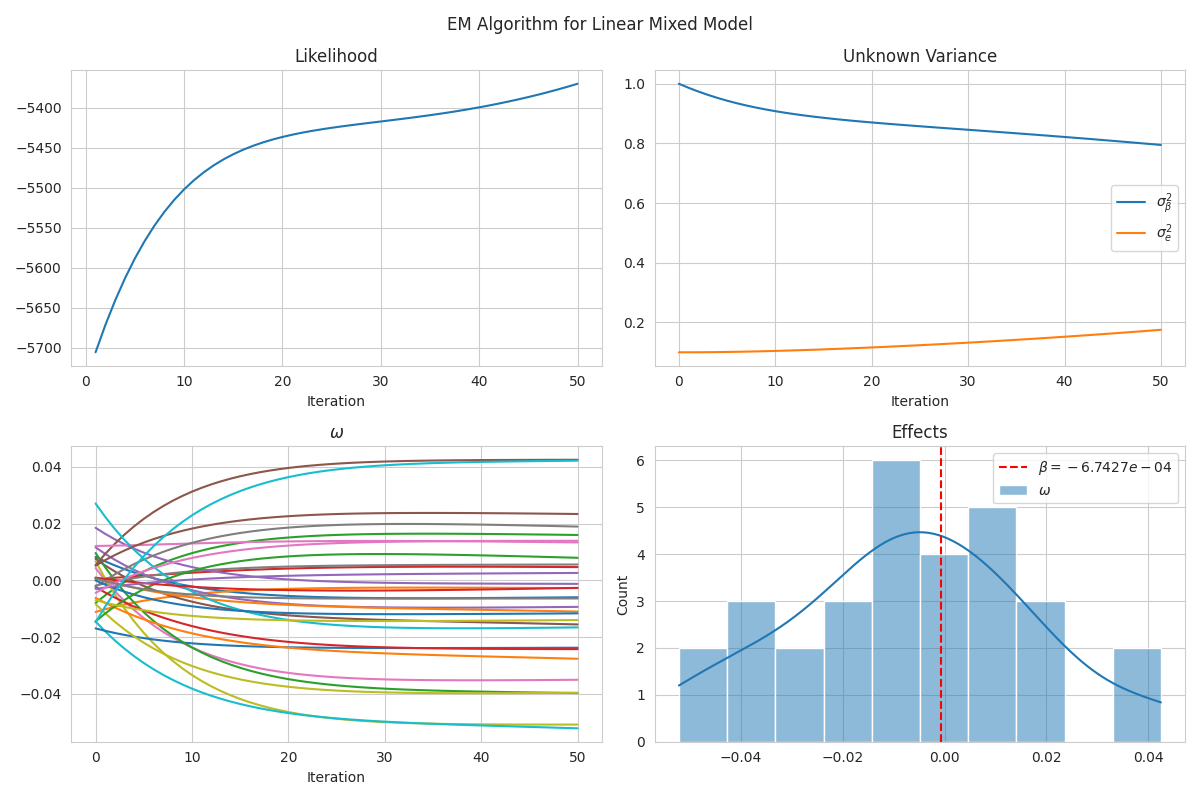 EM Algorithm for Linear Mixed Model
Likelihood
−5400
−5450
−5500
−5550
−5600
−5650
−5700
0 10 20 30 40 50
Iteration
Unknown Variance
1.0
0.8
0.6
0.4
0.2
σ²_β
σ²_e
0 10 20 30 40 50
Iteration
ω
0.04
0.02
0.00
−0.02
−0.04
0 10 20 30 40 50
Iteration
Effects
Count
6
5
4
3
2
1
0
β = −6.7427e − 04
ω
−0.04 −0.02 0.00 0.02 0.04